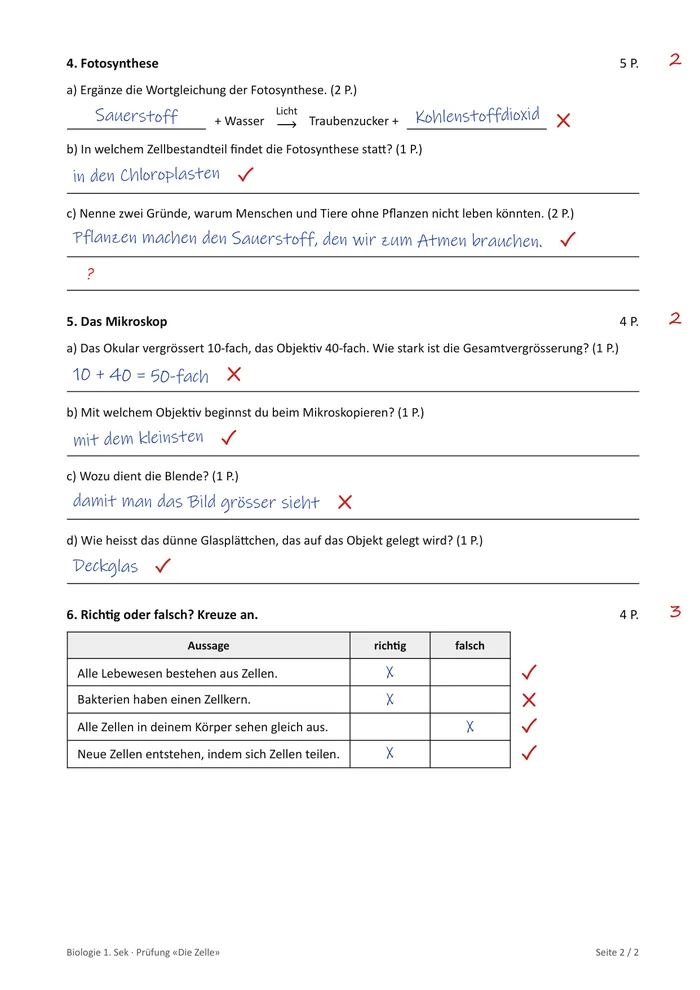 4. Fotosynthese 5 P. 2
a) Ergänze die Wortgleichung der Fotosynthese. (2 P.)
Sauerstoff + Wasser Licht ⟶ Traubenzucker + Kohlenstoffdioxid ✗
b) In welchem Zellbestandteil findet die Fotosynthese statt? (1 P.)
in den Chloroplasten ✓
c) Nenne zwei Gründe, warum Menschen und Tiere ohne Pflanzen nicht leben könnten. (2 P.)
Pflanzen machen den Sauerstoff, den wir zum Atmen brauchen. ✓
?
5. Das Mikroskop 4 P. 2
a) Das Okular vergrössert 10-fach, das Objektiv 40-fach. Wie stark ist die Gesamtvergrösserung? (1 P.)
10 + 40 = 50-fach ✗
b) Mit welchem Objektiv beginnst du beim Mikroskopieren? (1 P.)
mit dem kleinsten ✓
c) Wozu dient die Blende? (1 P.)
damit man das Bild grösser sieht ✗
d) Wie heisst das dünne Glasplättchen, das auf das Objekt gelegt wird? (1 P.)
Deckglas ✓
6. Richtig oder falsch? Kreuze an. 4 P. 3
Aussage richtig falsch
Alle Lebewesen bestehen aus Zellen. X ✓
Bakterien haben einen Zellkern. X ✗
Alle Zellen in deinem Körper sehen gleich aus. X ✓
Neue Zellen entstehen, indem sich Zellen teilen. X ✓
Biologie 1. Sek · Prüfung «Die Zelle» Seite 2 / 2